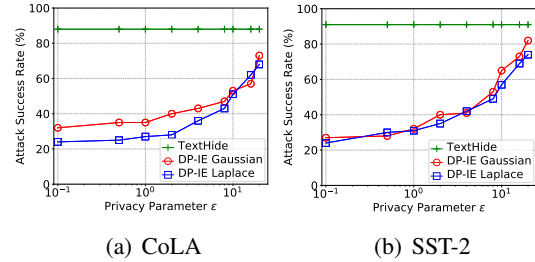 Attack Success Rate (%)
100
80
60
40
20
0
TextHide
DP-IE Gaussian
DP-IE Laplace
10⁻¹ 10⁰ 10¹
Privacy Parameter ε
(a) CoLA
Attack Success Rate (%)
100
80
60
40
20
0
TextHide
DP-IE Gaussian
DP-IE Laplace
10⁻¹ 10⁰ 10¹
Privacy Parameter ε
(b) SST-2